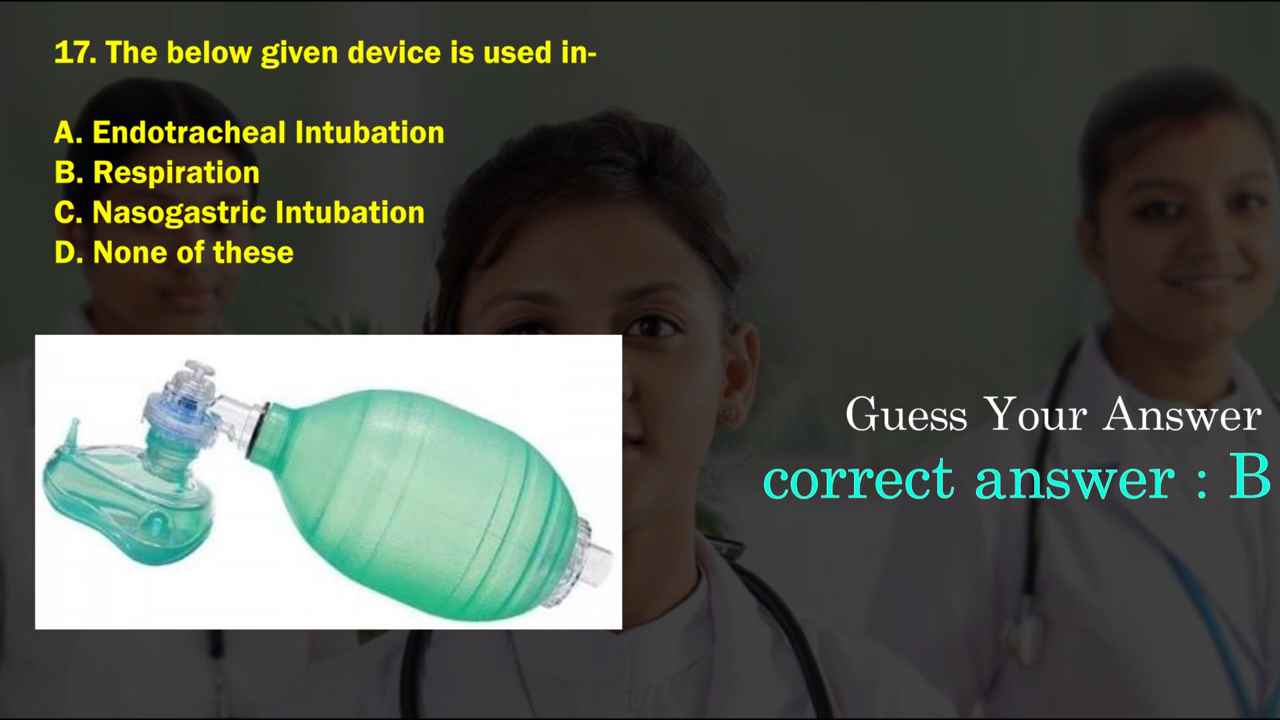 17. The below given device is used in-
A. Endotracheal Intubation
B. Respiration
C. Nasogastric Intubation
D. None of these
Guess Your Answer
correct answer : B